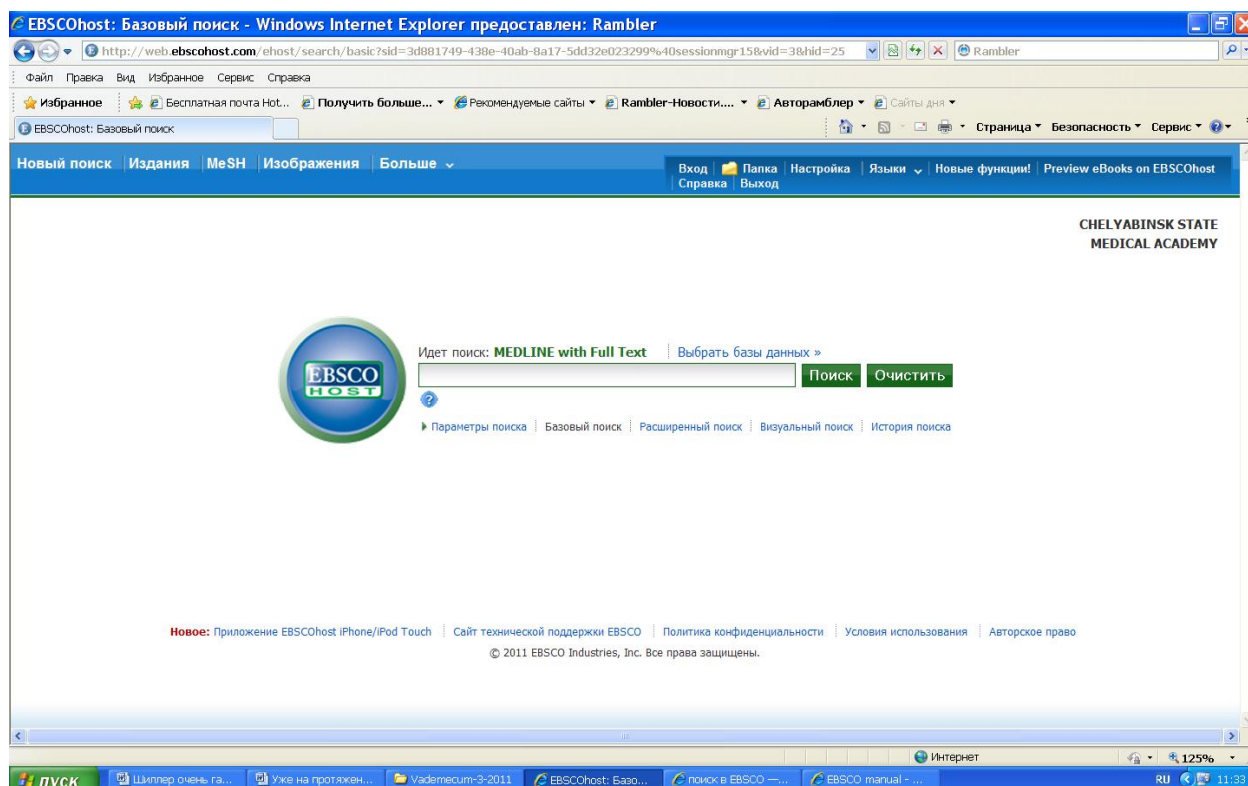 EBSCOhost: Базовый поиск - Windows Internet Explorer предоставлен: Rambler
http://web.ebscohost.com/ehost/search/basic?sid=3d881749-438e-40ab-8a17-5dd32e023299%40sessionmgr15&vid=3&hid=25 Rambler
Файл Правка Вид Избранное Сервис Справка
Избранное Бесплатная почта Hot... Получить больше... Рекомендуемые сайты Rambler-Новости.... Авторамблер Сайты дня
EBSCOhost: Базовый поиск Страница Безопасность Сервис
Новый поиск Издания MeSH Изображения Больше
Вход Папка Настройка Языки Новые функции! Preview eBooks on EBSCOhost
Справка Выход
CHELYABINSK STATE
MEDICAL ACADEMY
Идет поиск: MEDLINE with Full Text Выбрать базы данных »
EBSCO
HOST
Поиск Очистить
Параметры поиска Базовый поиск Расширенный поиск Визуальный поиск История поиска
Новое: Приложение EBSCOhost iPhone/iPod Touch Сайт технической поддержки EBSCO Политика конфиденциальности Условия использования Авторское право
© 2011 EBSCO Industries, Inc. Все права защищены.
Интернет 125%
пуск Шиллер очень га... Уже на протяжен... Vademecum-3-2011 EBSCOhost: Базо... поиск в EBSCO —... EBSCO manual - ... RU 11:33